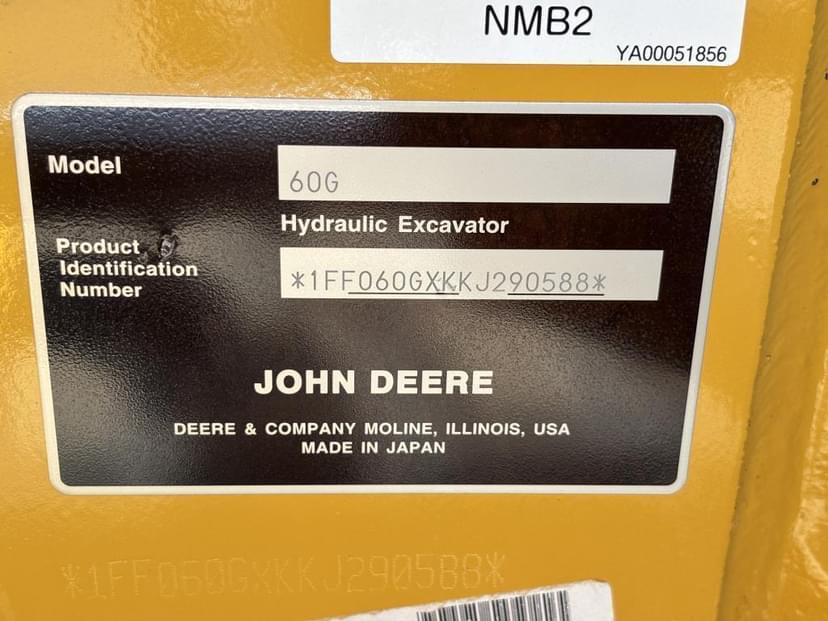 NMB2
YA00051856
Model
60G
Hydraulic Excavator
Product
Identification
Number
*1FF060GXKKJ290588*
JOHN DEERE
DEERE & COMPANY MOLINE, ILLINOIS, USA
MADE IN JAPAN
*1FF060GXKKJ290588*